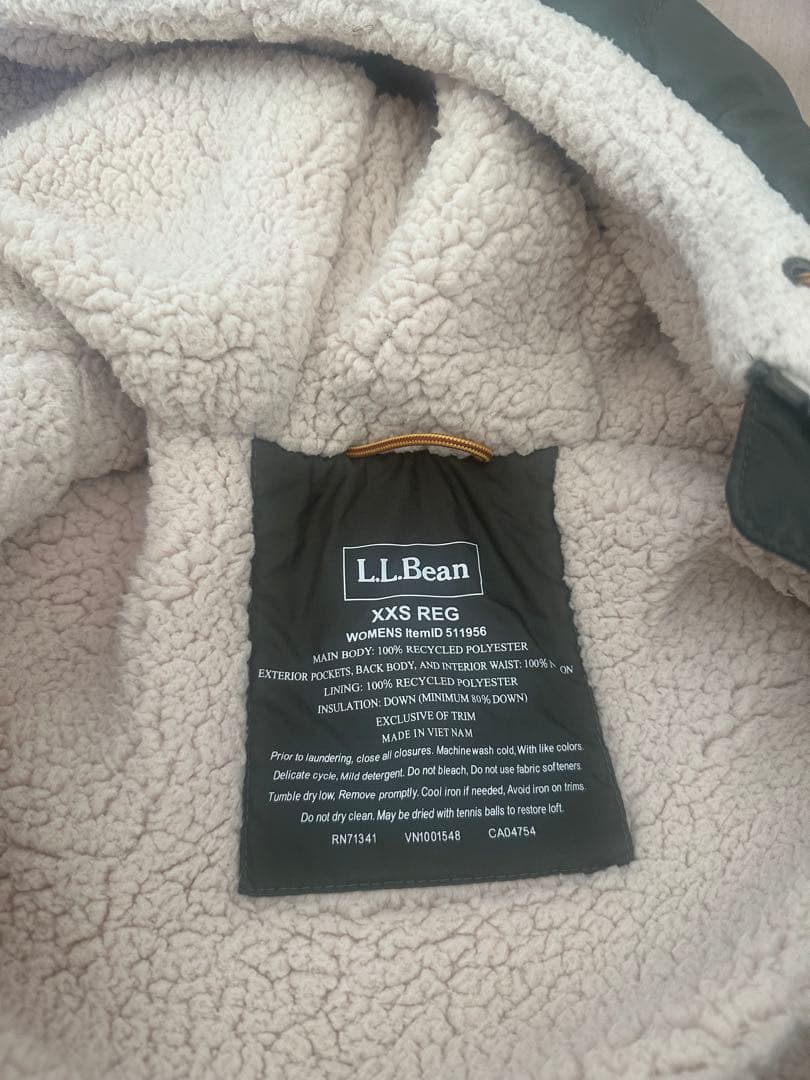 L.L.Bean
XXS REG
WOMENS ItemID 511956
MAIN BODY: 100% RECYCLED POLYESTER
EXTERIOR POCKETS, BACK BODY, AND INTERIOR WAIST: 100% N ON
LINING: 100% RECYCLED POLYESTER
INSULATION: DOWN (MINIMUM 80% DOWN)
EXCLUSIVE OF TRIM
MADE IN VIET NAM
Prior to laundering, close all closures. Machine wash cold, With like colors.
Delicate cycle, Mild detergent. Do not bleach, Do not use fabric softeners.
Tumble dry low, Remove promptly. Cool iron if needed, Avoid iron on trims.
Do not dry clean. May be dried with tennis balls to restore loft.
RN71341 VN1001548 CA04754